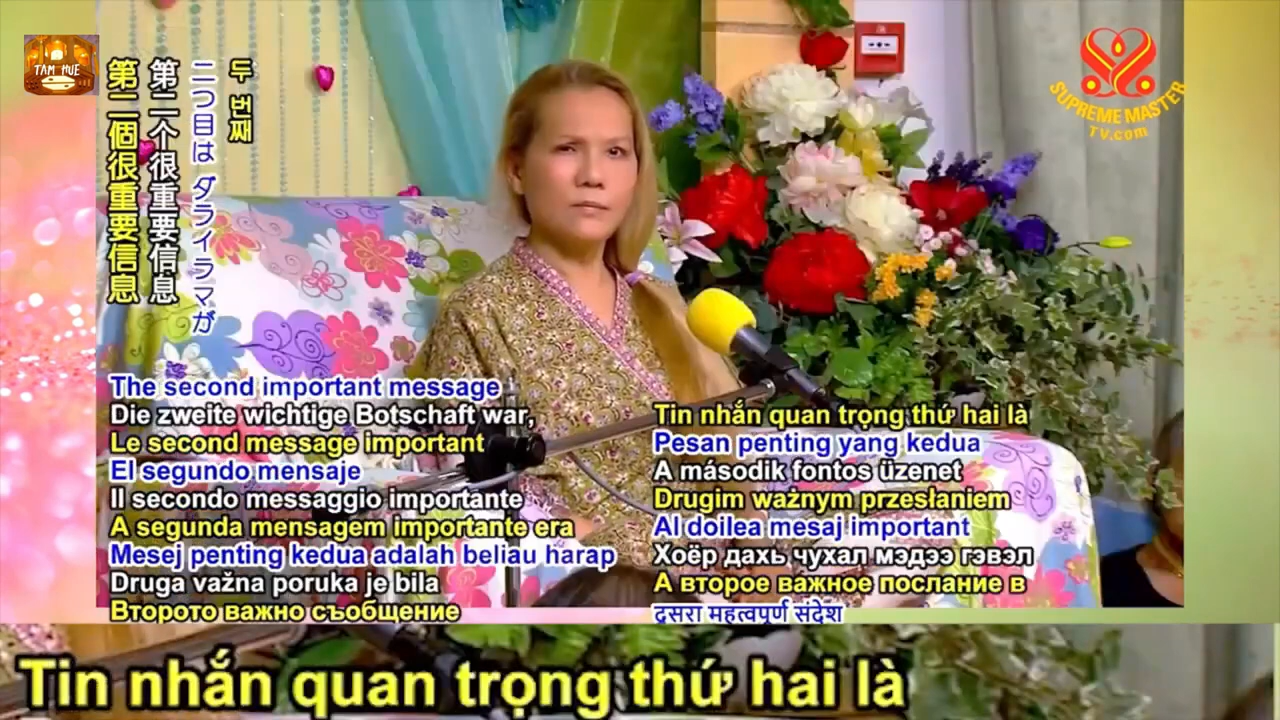 TAM HUE
SUPREME MASTER
TV.com
두 번째
二つ目は ダライ ラマが
第二个很重要信息
第二個很重要信息
The second important message
Die zweite wichtige Botschaft war,
Le second message important
El segundo mensaje
Il secondo messaggio importante
A segunda mensagem importante era
Mesej penting kedua adalah beliau harap
Druga važna poruka je bila
Второто важно съобщение
Tin nhắn quan trọng thứ hai là
Pesan penting yang kedua
A második fontos üzenet
Drugim ważnym przesłaniem
Al doilea mesaj important
Хоёр дахь чухал мэдээ гэвэл
А второе важное послание в
दूसरा महत्वपूर्ण संदेश
Tin nhắn quan trọng thứ hai là